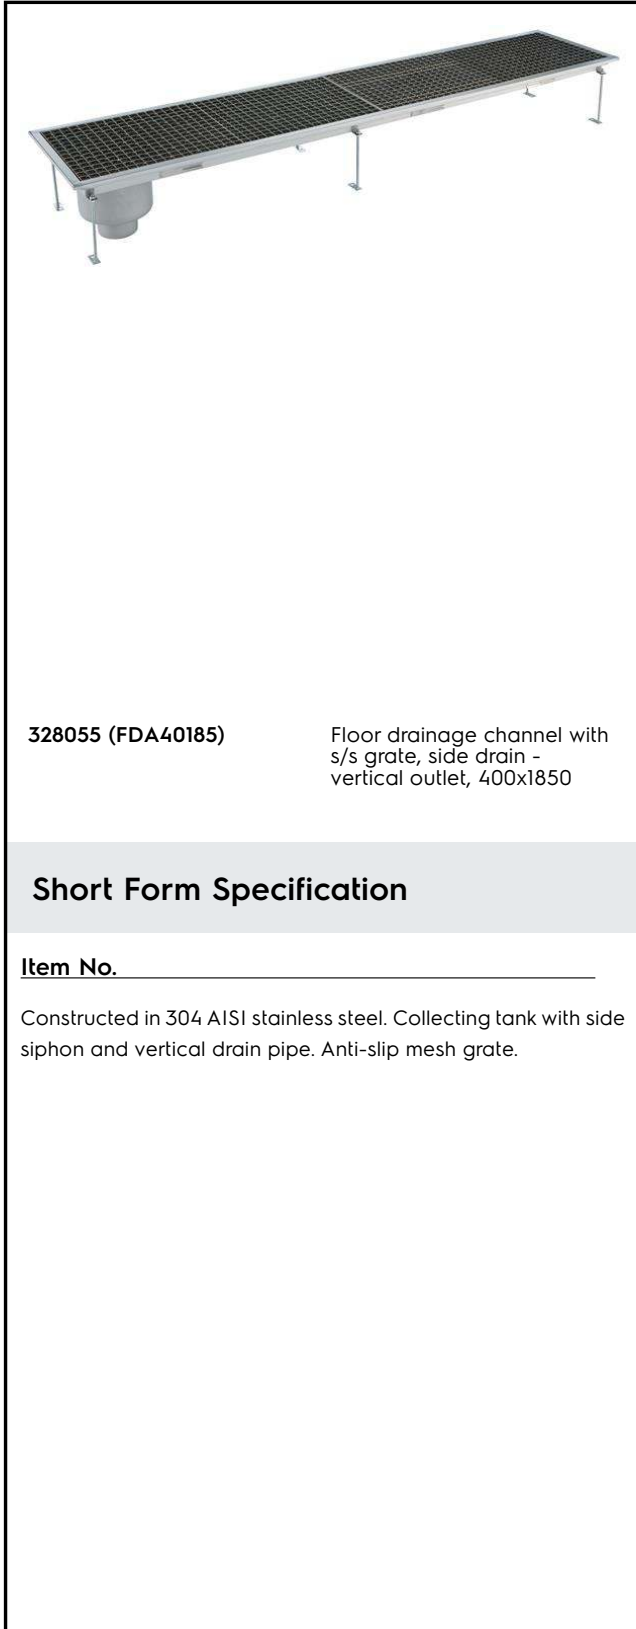 328055 (FDA40185)
Floor drainage channel with
s/s grate, side drain -
vertical outlet, 400x1850
Short Form Specification
Item No.
Constructed in 304 AISI stainless steel. Collecting tank with side
siphon and vertical drain pipe. Anti-slip mesh grate.